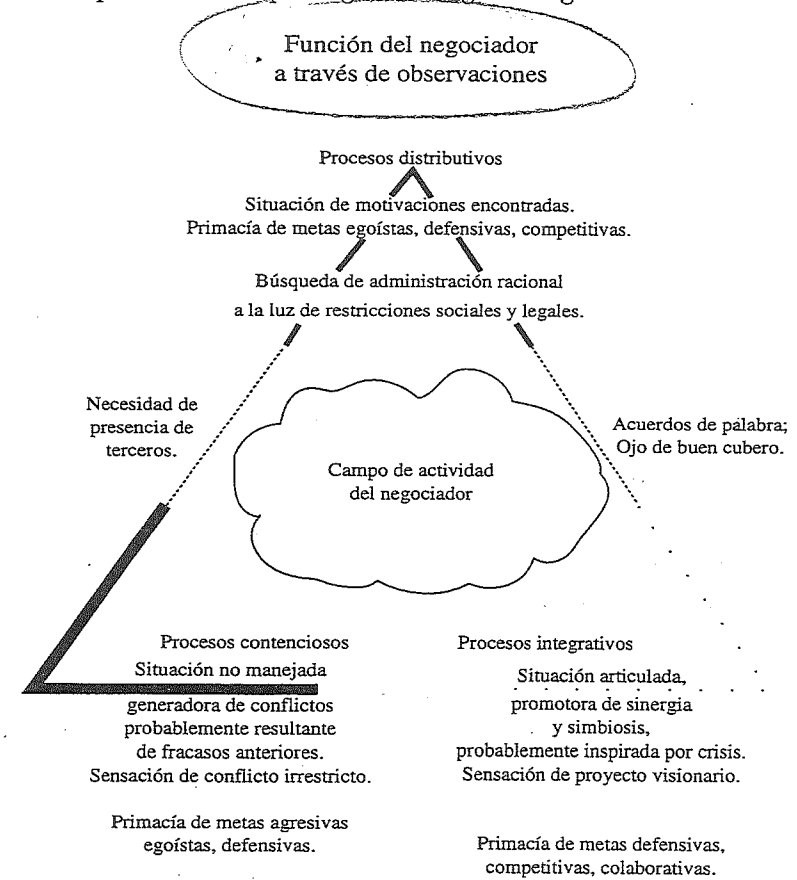 Función del negociador
a través de observaciones
Procesos distributivos
Situación de motivaciones encontradas.
Primacía de metas egoístas, defensivas, competitivas.
Búsqueda de administración racional
a la luz de restricciones sociales y legales.
Necesidad de
presencia de
terceros.
Acuerdos de palabra;
Ojo de buen cubero.
Campo de actividad
del negociador
Procesos contenciosos
Situación no manejada
generadora de conflictos
probablemente resultante
de fracasos anteriores.
Sensación de conflicto irrestricto.
Primacía de metas agresivas
egoístas, defensivas.
Procesos integrativos
Situación articulada,
promotora de sinergia
y simbiosis,
probablemente inspirada por crisis.
Sensación de proyecto visionario.
Primacía de metas defensivas,
competitivas, colaborativas.